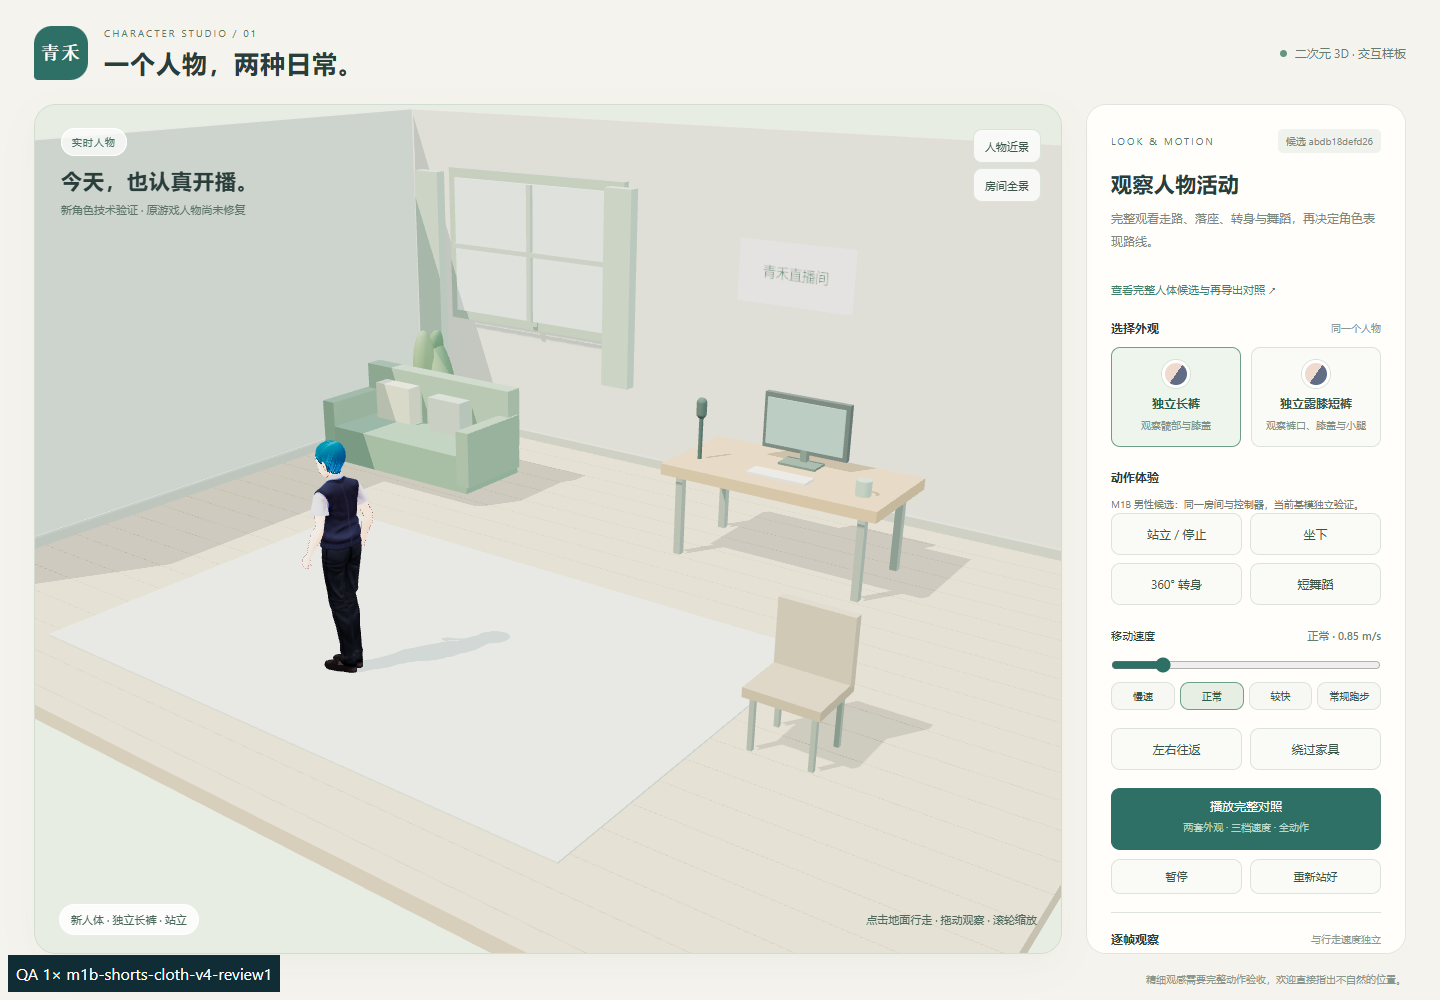 青禾
CHARACTER STUDIO / 01
一个人物，两种日常。
二次元 3D · 交互样板
实时人物
今天，也认真开播。
新角色技术验证 · 原游戏人物尚未修复
人物近景
房间全景
青禾直播间
新人体 · 独立长裤 · 站立
点击地面行走 · 拖动观察 · 滚轮缩放
LOOK & MOTION
候选 abdb18defd26
观察人物活动
完整观看走路、落座、转身与舞蹈，再决定角色表
现路线。
查看完整人体候选与再导出对照 ↗
选择外观
同一个人物
独立长裤
观察髋部与膝盖
独立露膝短裤
观察裤口、膝盖与小腿
动作体验
M1B 男性候选：同一房间与控制器，当前基模独立验证。
站立 / 停止
坐下
360° 转身
短舞蹈
移动速度
正常 · 0.85 m/s
慢速
正常
较快
常规跑步
左右往返
绕过家具
播放完整对照
两套外观 · 三档速度 · 全动作
暂停
重新站好
逐帧观察
与行走速度独立
QA 1× m1b-shorts-cloth-v4-review1
精细观感需要完整动作验收，欢迎直接指出不自然的位置。